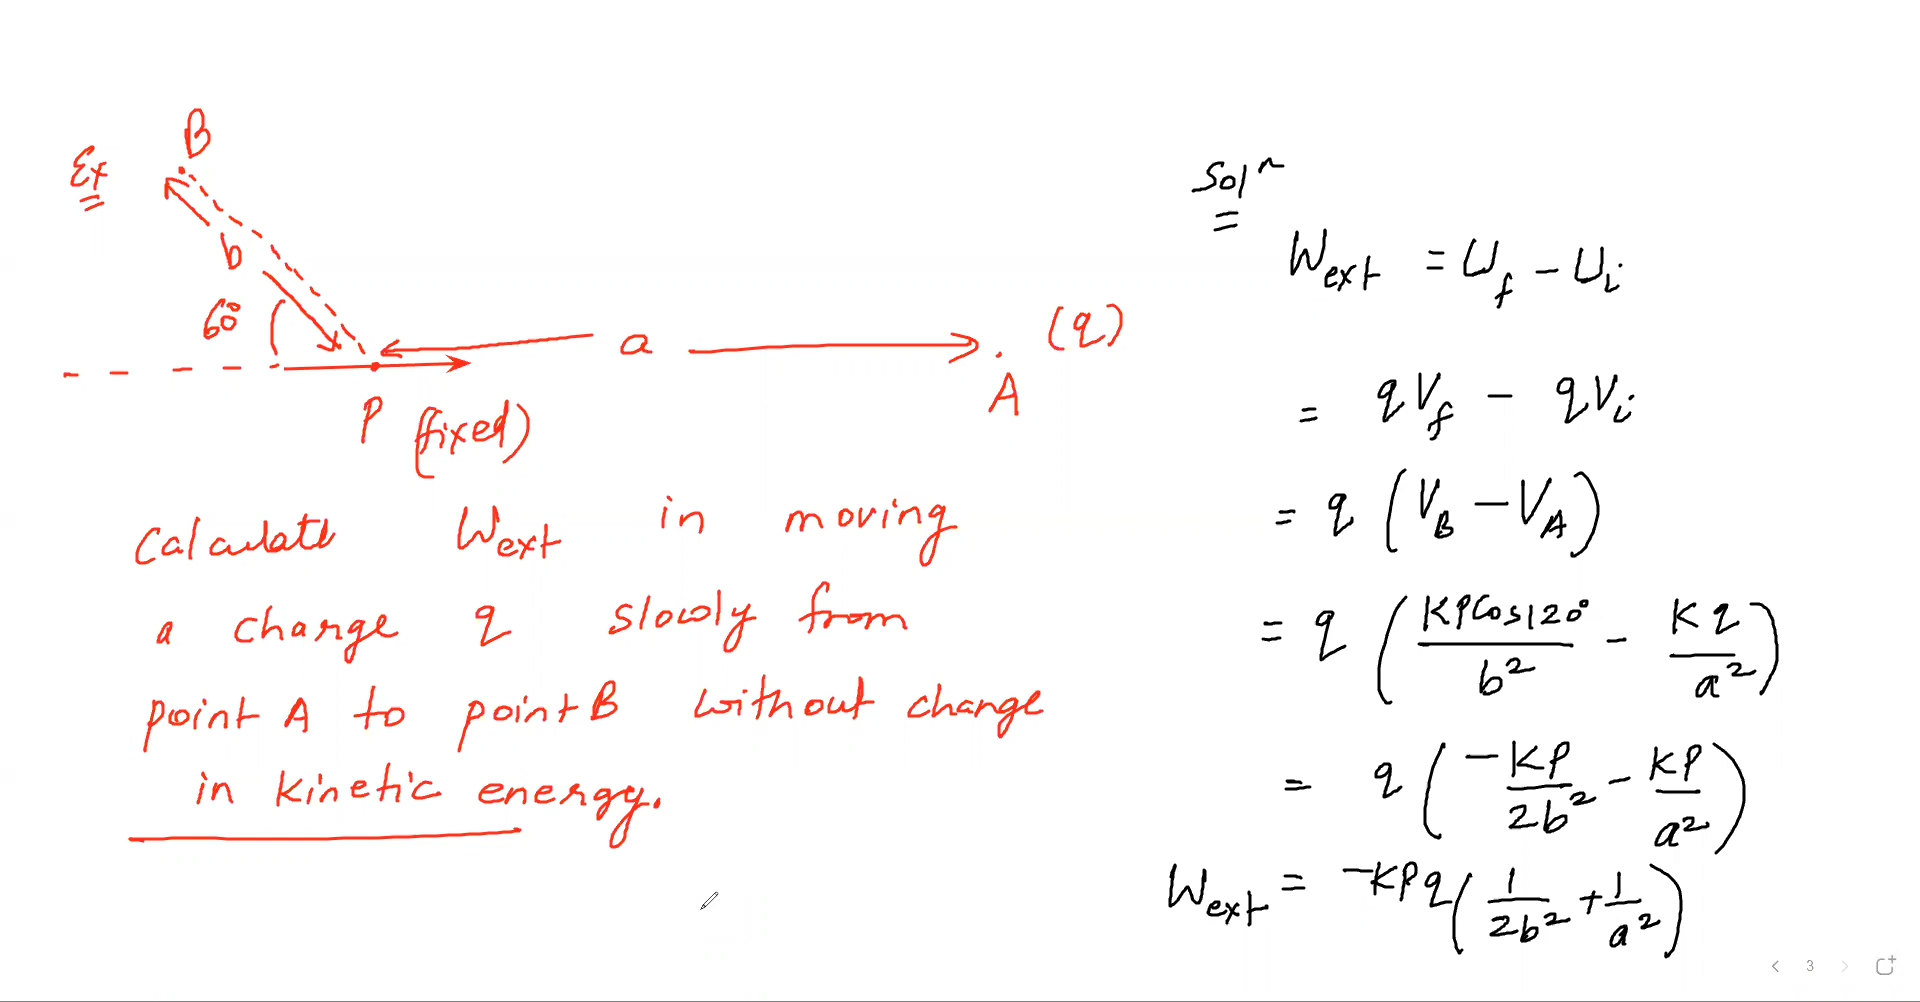 Ex
B
b
60°
a
(q)
A
P (fixed)
Calculate Wext in moving
a charge q slowly from
point A to point B without change
in kinetic energy.
Solⁿ
Wext = Uf - Ui
= qVf - qVi
= q (VB - VA)
= q (KPCos120°/b² - Kq/a²)
= q (-KP/2b² - KP/a²)
Wext = -KPq (1/2b² + 1/a²)
3